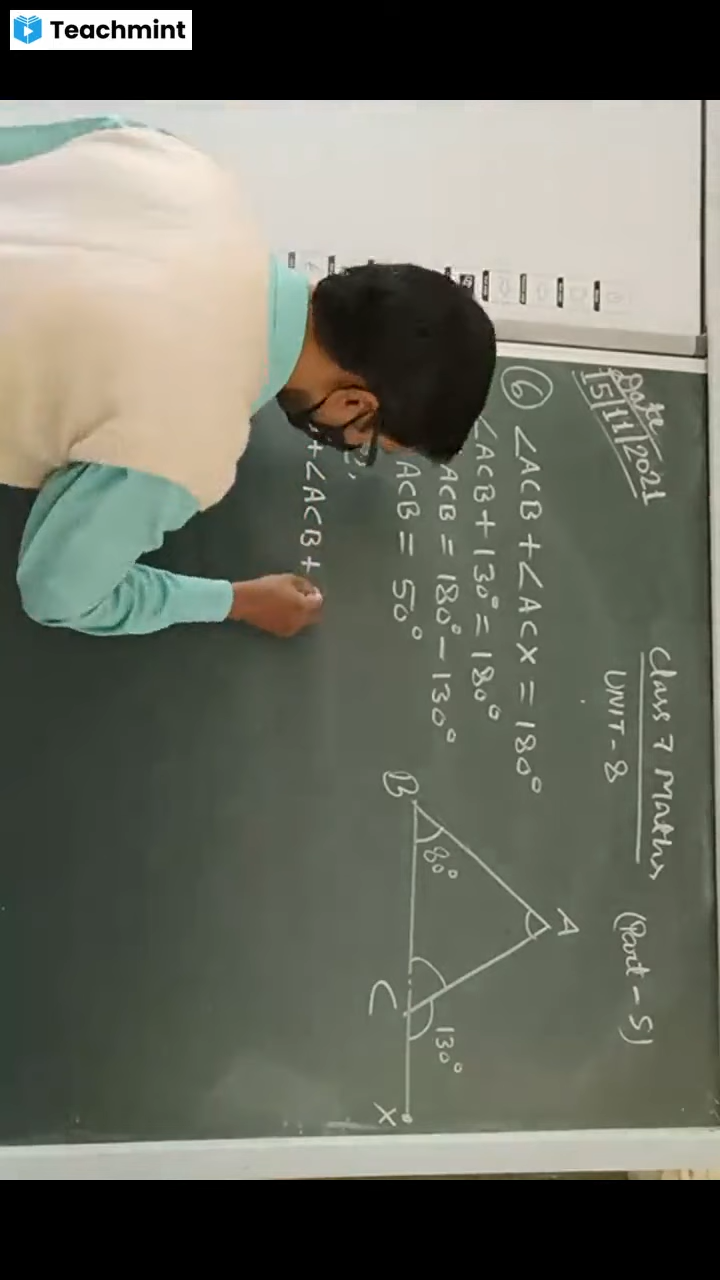 Teachmint
Date
15/11/2021
Class 7 Maths (Part-5)
UNIT-8
6 ∠ACB + ∠ACX = 180°
∠ACB + 130° = 180°
ACB = 180° - 130°
ACB = 50°
+ ∠ACB +
A
B
80°
C
130°
X